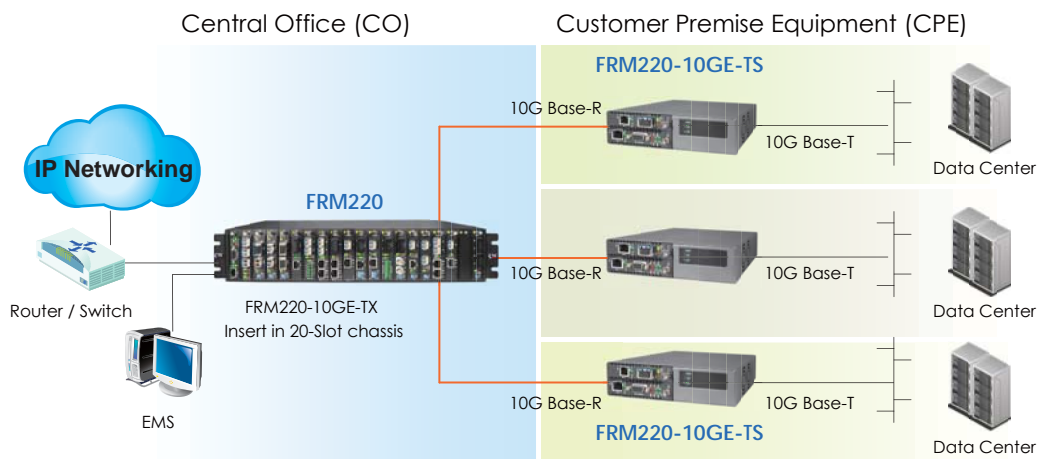 Central Office (CO)
Customer Premise Equipment (CPE)
FRM220-10GE-TS
10G Base-R
10G Base-T
Data Center
IP Networking
FRM220
10G Base-R
10G Base-T
Data Center
Router / Switch
FRM220-10GE-TX
Insert in 20-Slot chassis
EMS
10G Base-R
10G Base-T
FRM220-10GE-TS
Data Center